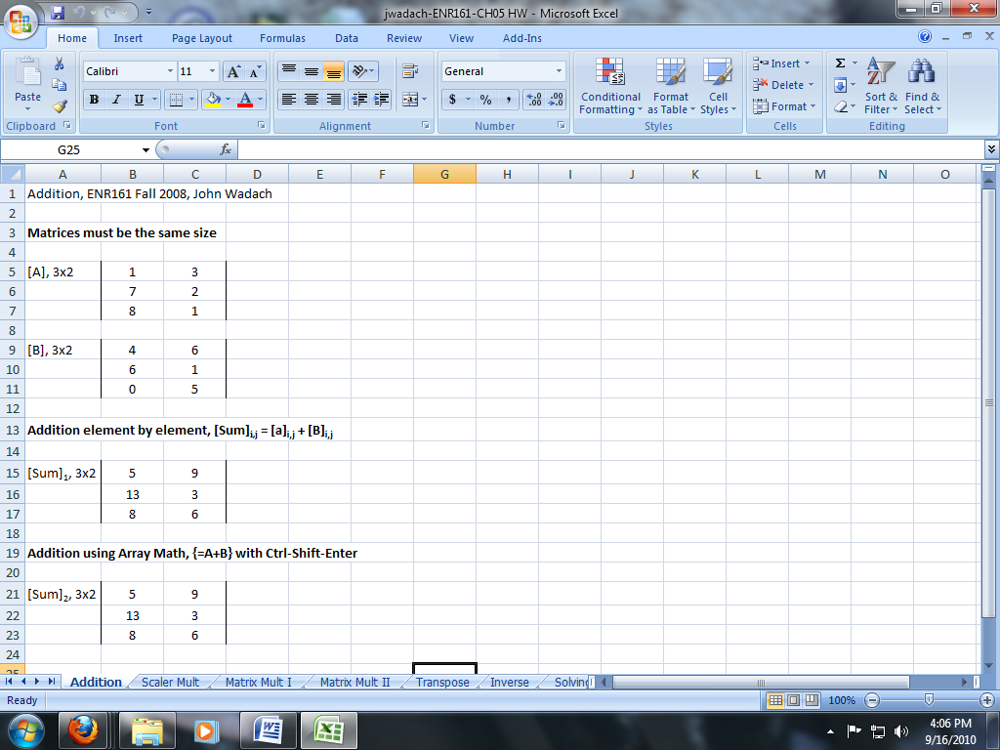 jwadach-ENR161-CH05 HW - Microsoft Excel
Home Insert Page Layout Formulas Data Review View Add-Ins
Calibri 11 General Insert
Paste B I U $ % , Conditional Formatting Format as Table Cell Styles Delete Σ Sort & Filter Find & Select
Format
Clipboard Font Alignment Number Styles Cells Editing
G25 fx
A B C D E F G H I J K L M N O
1 Addition, ENR161 Fall 2008, John Wadach
2
3 Matrices must be the same size
4
5 [A], 3x2 1 3
6 7 2
7 8 1
8
9 [B], 3x2 4 6
10 6 1
11 0 5
12
13 Addition element by element, [Sum]i,j = [a]i,j + [B]i,j
14
15 [Sum]1, 3x2 5 9
16 13 3
17 8 6
18
19 Addition using Array Math, {=A+B} with Ctrl-Shift-Enter
20
21 [Sum]2, 3x2 5 9
22 13 3
23 8 6
24
25
Addition Scaler Mult Matrix Mult I Matrix Mult II Transpose Inverse Solving
Ready 100%
4:06 PM
9/16/2010